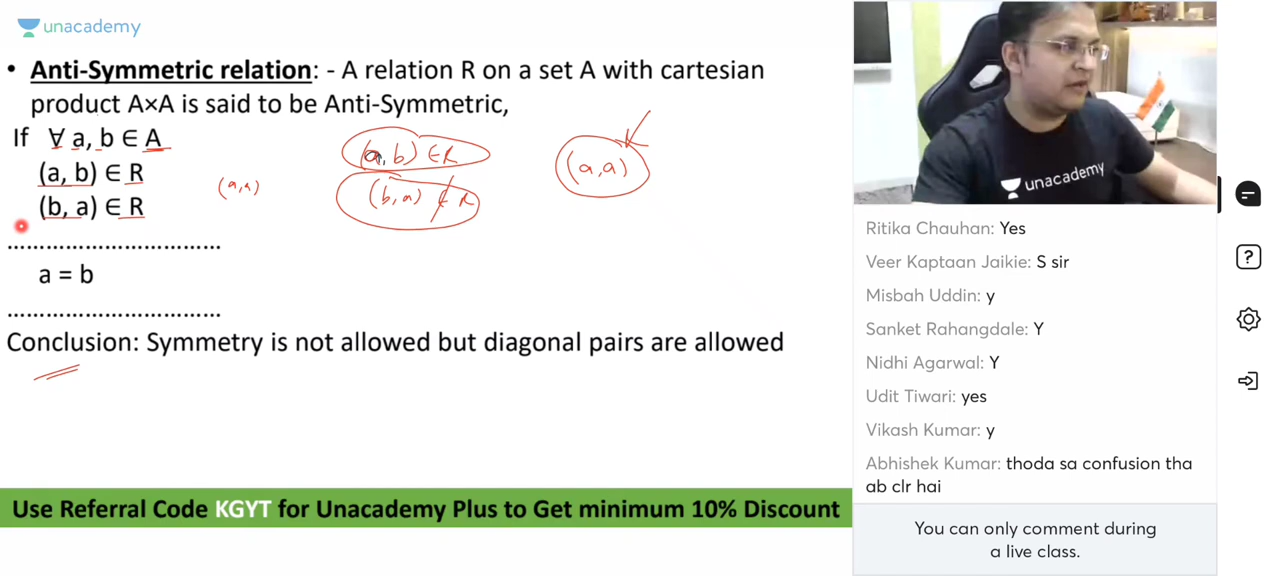 unacademy
• Anti-Symmetric relation: - A relation R on a set A with cartesian
product A×A is said to be Anti-Symmetric,
If ∀ a, b ∈ A
(a, b) ∈ R
(b, a) ∈ R
(a,a)
(a, b) ∈ R
(b, a) ∉ R
(a, a)
.................................
a = b
.................................
Conclusion: Symmetry is not allowed but diagonal pairs are allowed
Use Referral Code KGYT for Unacademy Plus to Get minimum 10% Discount
unacademy
Ritika Chauhan: Yes
Veer Kaptaan Jaikie: S sir
Misbah Uddin: y
Sanket Rahangdale: Y
Nidhi Agarwal: Y
Udit Tiwari: yes
Vikash Kumar: y
Abhishek Kumar: thoda sa confusion tha
ab clr hai
You can only comment during
a live class.
?